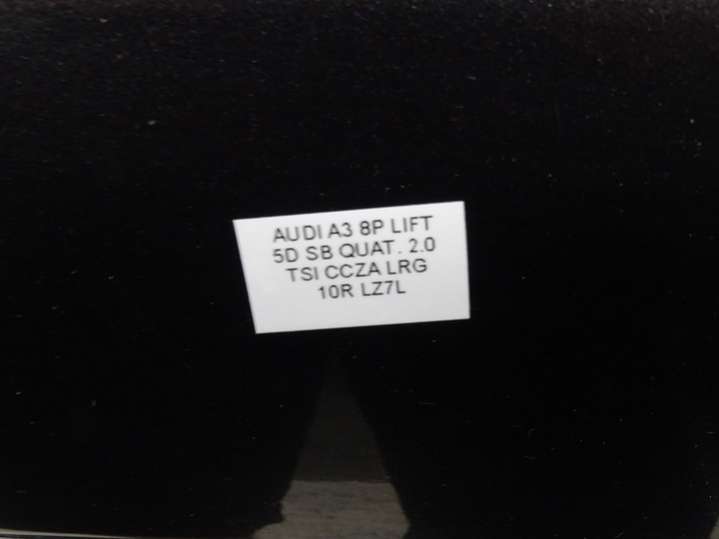 AUDI A3 8P LIFT
5D SB QUAT. 2.0
TSI CCZA LRG
10R LZ7L